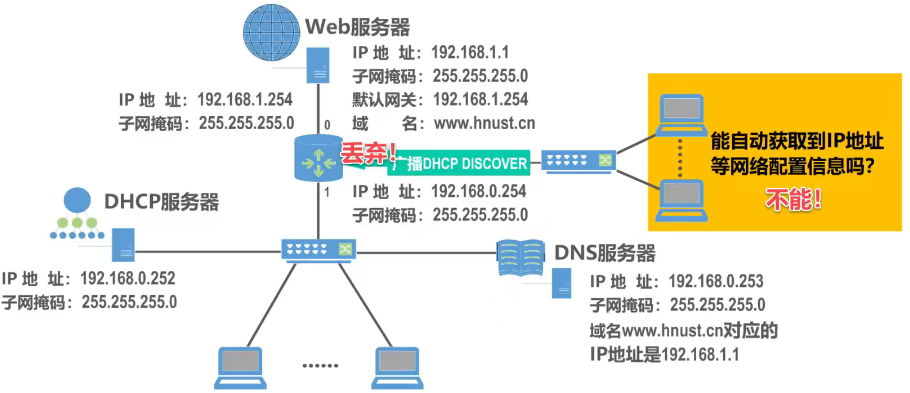 Web服务器
IP 地  址：192.168.1.1
子网掩码：255.255.255.0
默认网关：192.168.1.254
域      名：www.hnust.cn
IP 地  址：192.168.1.254
子网掩码：255.255.255.0
0
丢弃！
广播DHCP DISCOVER
能自动获取到IP地址
等网络配置信息吗？
不能！
1
IP 地  址：192.168.0.254
子网掩码：255.255.255.0
DHCP服务器
IP 地  址：192.168.0.252
子网掩码：255.255.255.0
DNS服务器
IP 地  址：192.168.0.253
子网掩码：255.255.255.0
域名www.hnust.cn对应的
IP地址是192.168.1.1
……